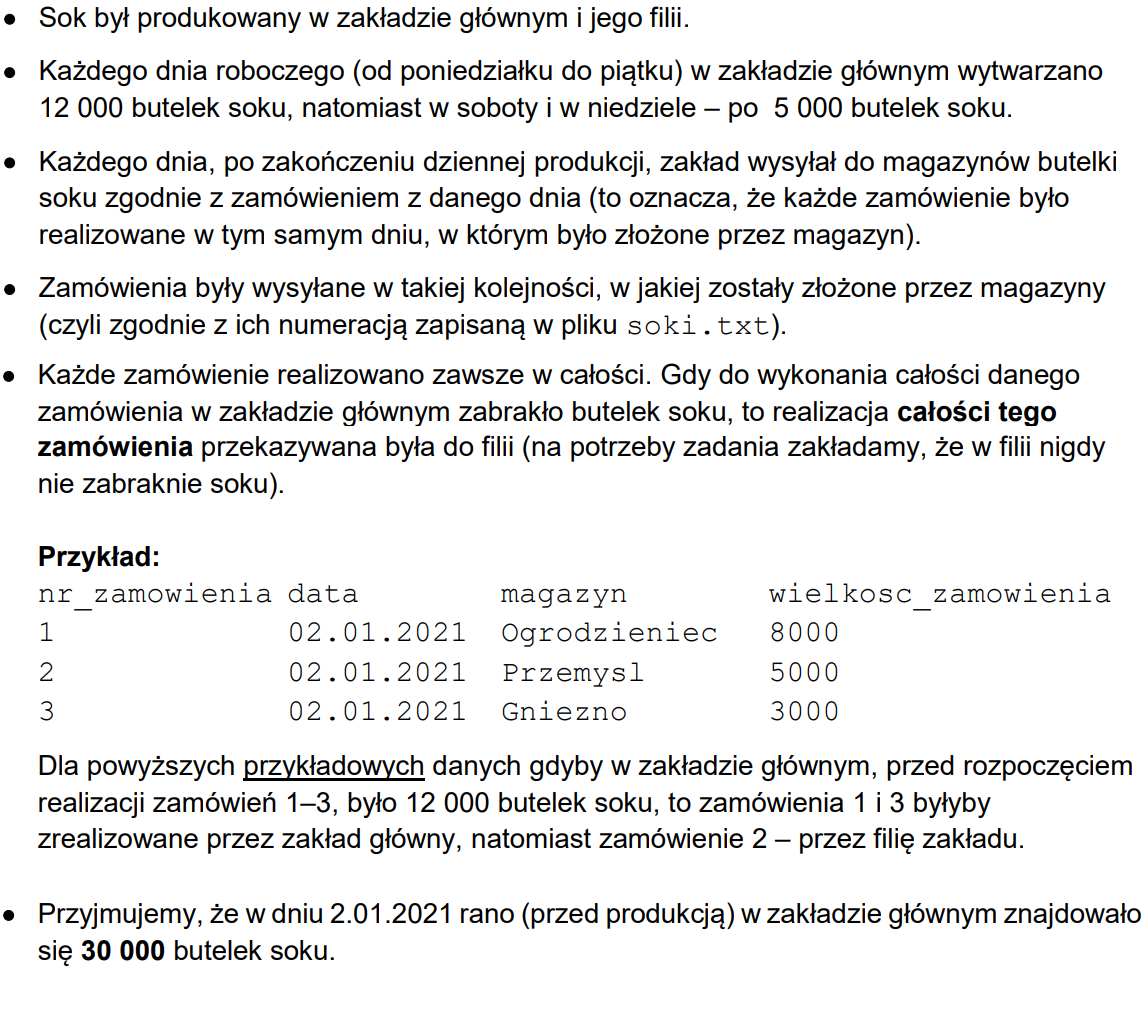 • Sok był produkowany w zakładzie głównym i jego filii.
• Każdego dnia roboczego (od poniedziałku do piątku) w zakładzie głównym wytwarzano
12 000 butelek soku, natomiast w soboty i w niedziele – po 5 000 butelek soku.
• Każdego dnia, po zakończeniu dziennej produkcji, zakład wysyłał do magazynów butelki
soku zgodnie z zamówieniem z danego dnia (to oznacza, że każde zamówienie było
realizowane w tym samym dniu, w którym było złożone przez magazyn).
• Zamówienia były wysyłane w takiej kolejności, w jakiej zostały złożone przez magazyny
(czyli zgodnie z ich numeracją zapisaną w pliku soki.txt).
• Każde zamówienie realizowano zawsze w całości. Gdy do wykonania całości danego
zamówienia w zakładzie głównym zabrakło butelek soku, to realizacja całości tego
zamówienia przekazywana była do filii (na potrzeby zadania zakładamy, że w filii nigdy
nie zabraknie soku).
Przykład:
nr_zamowienia data magazyn wielkosc_zamowienia
1 02.01.2021 Ogrodzieniec 8000
2 02.01.2021 Przemysl 5000
3 02.01.2021 Gniezno 3000
Dla powyższych przykładowych danych gdyby w zakładzie głównym, przed rozpoczęciem
realizacji zamówień 1–3, było 12 000 butelek soku, to zamówienia 1 i 3 byłyby
zrealizowane przez zakład główny, natomiast zamówienie 2 – przez filię zakładu.
• Przyjmujemy, że w dniu 2.01.2021 rano (przed produkcją) w zakładzie głównym znajdowało
się 30 000 butelek soku.